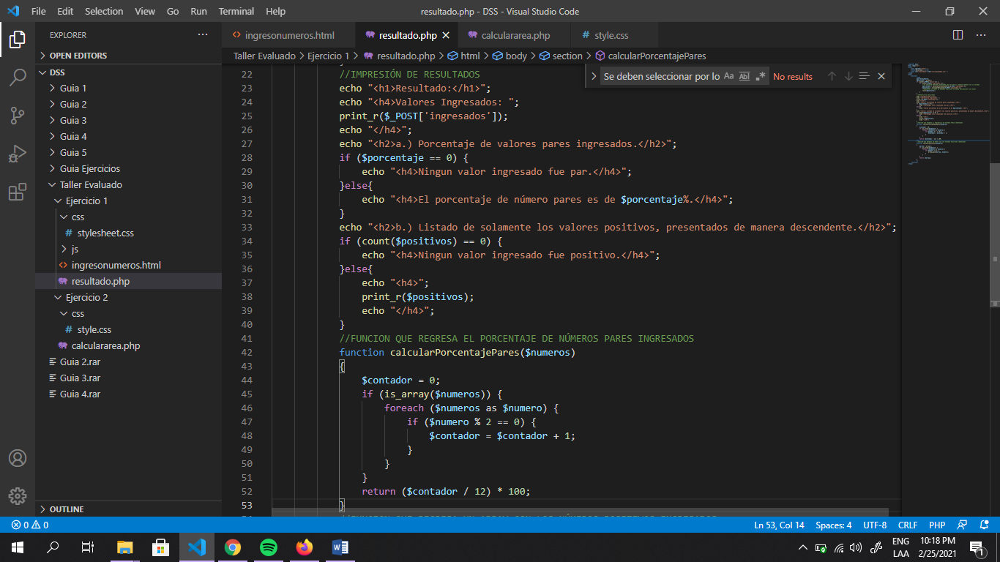 File Edit Selection View Go Run Terminal Help resultado.php - DSS - Visual Studio Code
EXPLORER
OPEN EDITORS
DSS
Guia 1
Guia 2
Guia 3
Guia 4
Guia 5
Guia Ejercicios
Taller Evaluado
Ejercicio 1
css
# stylesheet.css
js
<> ingresonumeros.html
resultado.php
Ejercicio 2
css
# style.css
calculararea.php
Guia 2.rar
Guia 3.rar
Guia 4.rar
OUTLINE
<> ingresonumeros.html resultado.php calculararea.php # style.css
Taller Evaluado > Ejercicio 1 > resultado.php > html > body > section > calcularPorcentajePares
Se deben seleccionar por lo Aa Abl .* No results
22 //IMPRESIÓN DE RESULTADOS
23 echo "<h1>Resultado:</h1>";
24 echo "<h4>Valores Ingresados: ";
25 print_r($_POST['ingresados']);
26 echo "</h4>";
27 echo "<h2>a.) Porcentaje de valores pares ingresados.</h2>";
28 if ($porcentaje == 0) {
29 echo "<h4>Ningun valor ingresado fue par.</h4>";
30 }else{
31 echo "<h4>El porcentaje de número pares es de $porcentaje%.</h4>";
32 }
33 echo "<h2>b.) Listado de solamente los valores positivos, presentados de manera descendente.</h2>";
34 if (count($positivos) == 0) {
35 echo "<h4>Ningun valor ingresado fue positivo.</h4>";
36 }else{
37 echo "<h4>";
38 print_r($positivos);
39 echo "</h4>";
40 }
41 //FUNCION QUE REGRESA EL PORCENTAJE DE NÚMEROS PARES INGRESADOS
42 function calcularPorcentajePares($numeros)
43 {
44 $contador = 0;
45 if (is_array($numeros)) {
46 foreach ($numeros as $numero) {
47 if ($numero % 2 == 0) {
48 $contador = $contador + 1;
49 }
50 }
51 }
52 return ($contador / 12) * 100;
53 }
0 0 Ln 53, Col 14 Spaces: 4 UTF-8 CRLF PHP
ENG 10:18 PM
LAA 2/25/2021
1